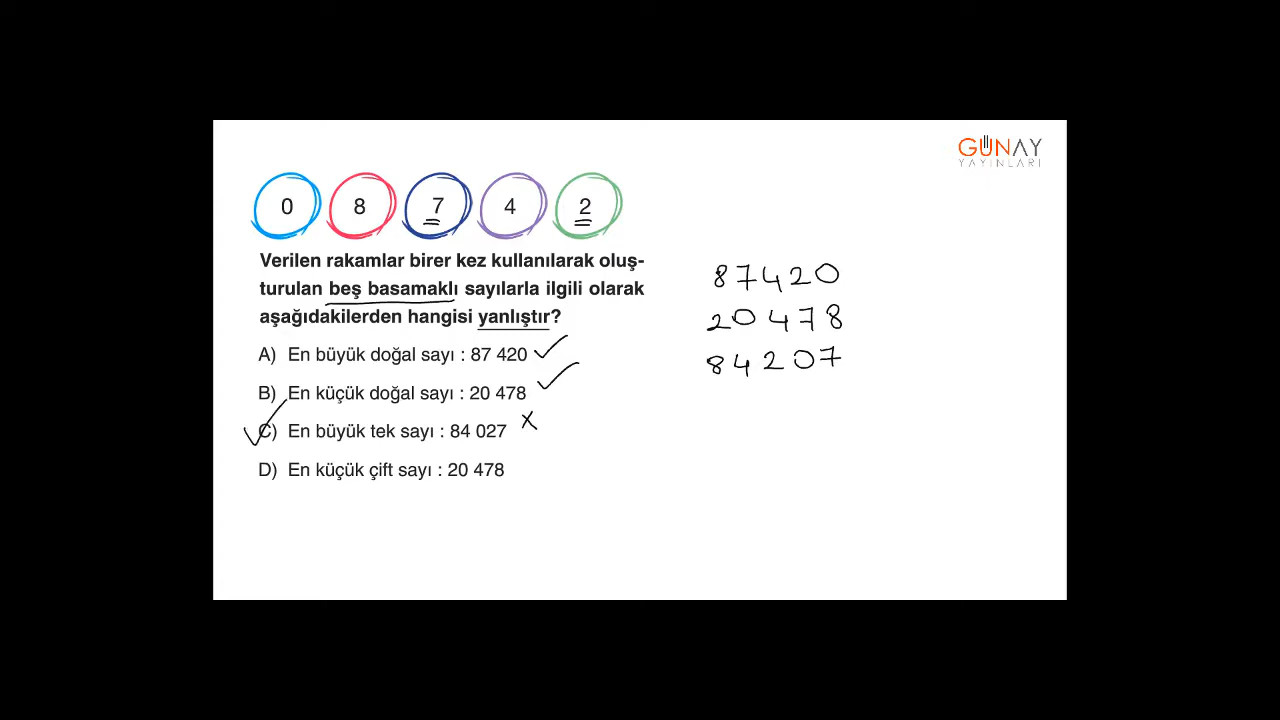 GÜNAY
YAYINLARI
0 8 7 4 2
Verilen rakamlar birer kez kullanılarak oluş-
turulan beş basamaklı sayılarla ilgili olarak
aşağıdakilerden hangisi yanlıştır?
A) En büyük doğal sayı : 87 420
B) En küçük doğal sayı : 20 478
C) En büyük tek sayı : 84 027
D) En küçük çift sayı : 20 478
87420
20478
84207